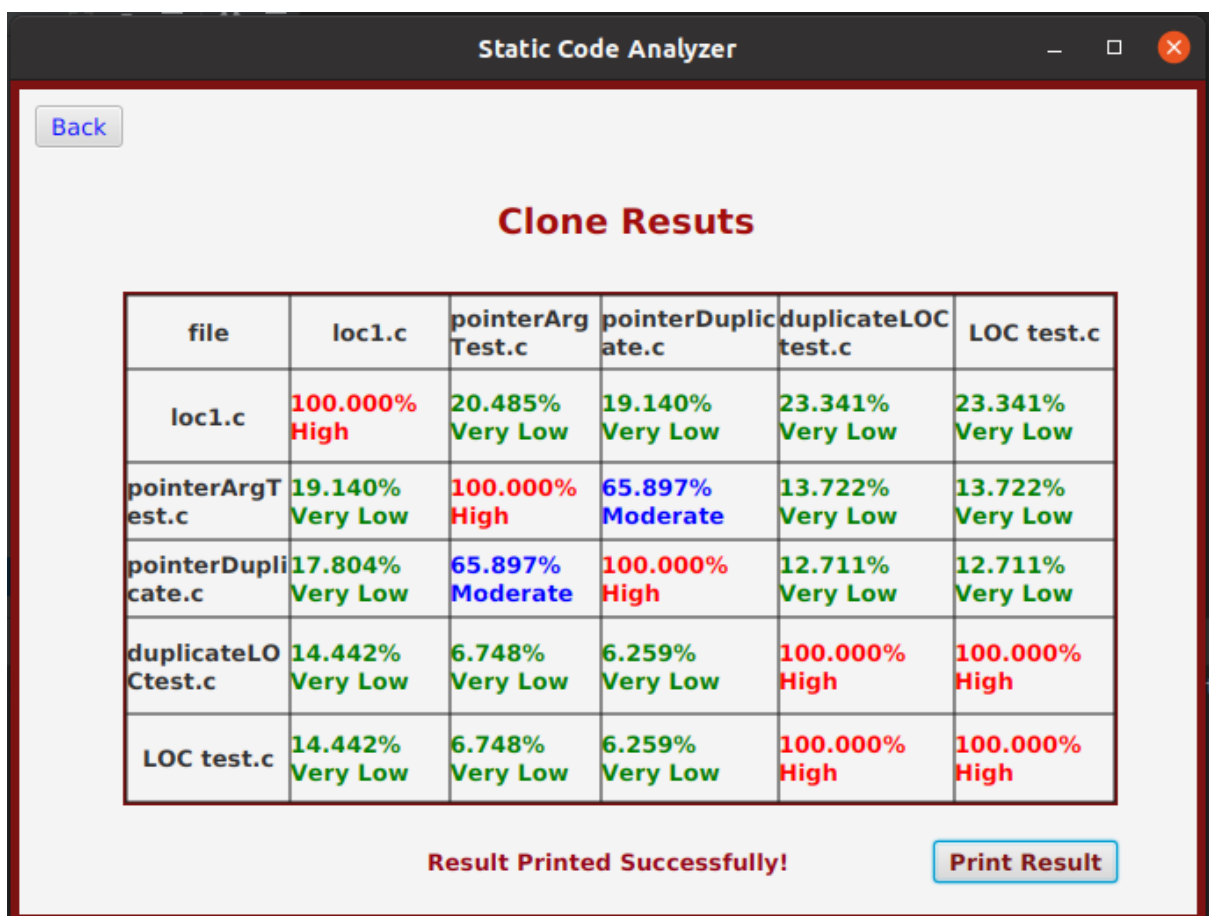 Static Code Analyzer
Back
Clone Resuts
file loc1.c pointerArg pointerDuplic duplicateLOC LOC test.c
Test.c ate.c test.c
loc1.c 100.000% 20.485% 19.140% 23.341% 23.341%
High Very Low Very Low Very Low Very Low
pointerArgT 19.140% 100.000% 65.897% 13.722% 13.722%
est.c Very Low High Moderate Very Low Very Low
pointerDupli 17.804% 65.897% 100.000% 12.711% 12.711%
cate.c Very Low Moderate High Very Low Very Low
duplicateLO 14.442% 6.748% 6.259% 100.000% 100.000%
Ctest.c Very Low Very Low Very Low High High
LOC test.c 14.442% 6.748% 6.259% 100.000% 100.000%
Very Low Very Low Very Low High High
Result Printed Successfully! Print Result